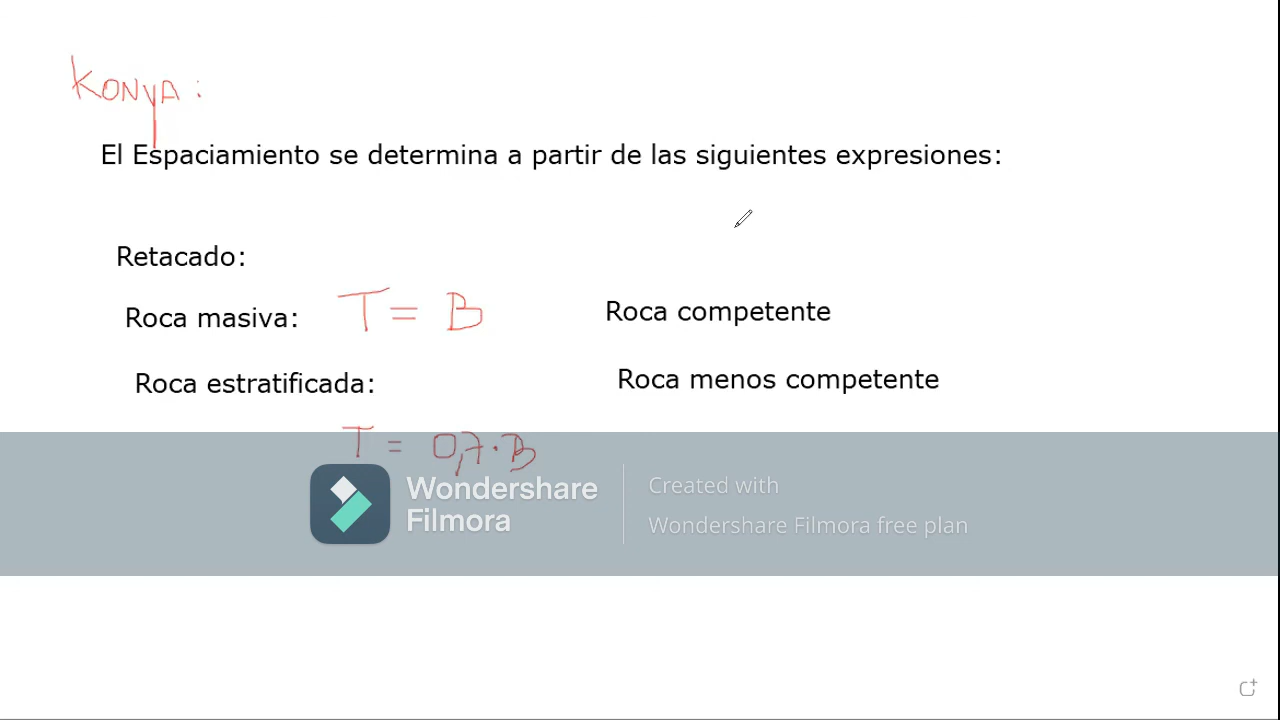 KONYA:
El Espaciamiento se determina a partir de las siguientes expresiones:
Retacado:
Roca masiva: T = B
Roca competente
Roca estratificada:
Roca menos competente
T = 0,7·B
Wondershare
Filmora
Created with
Wondershare Filmora free plan